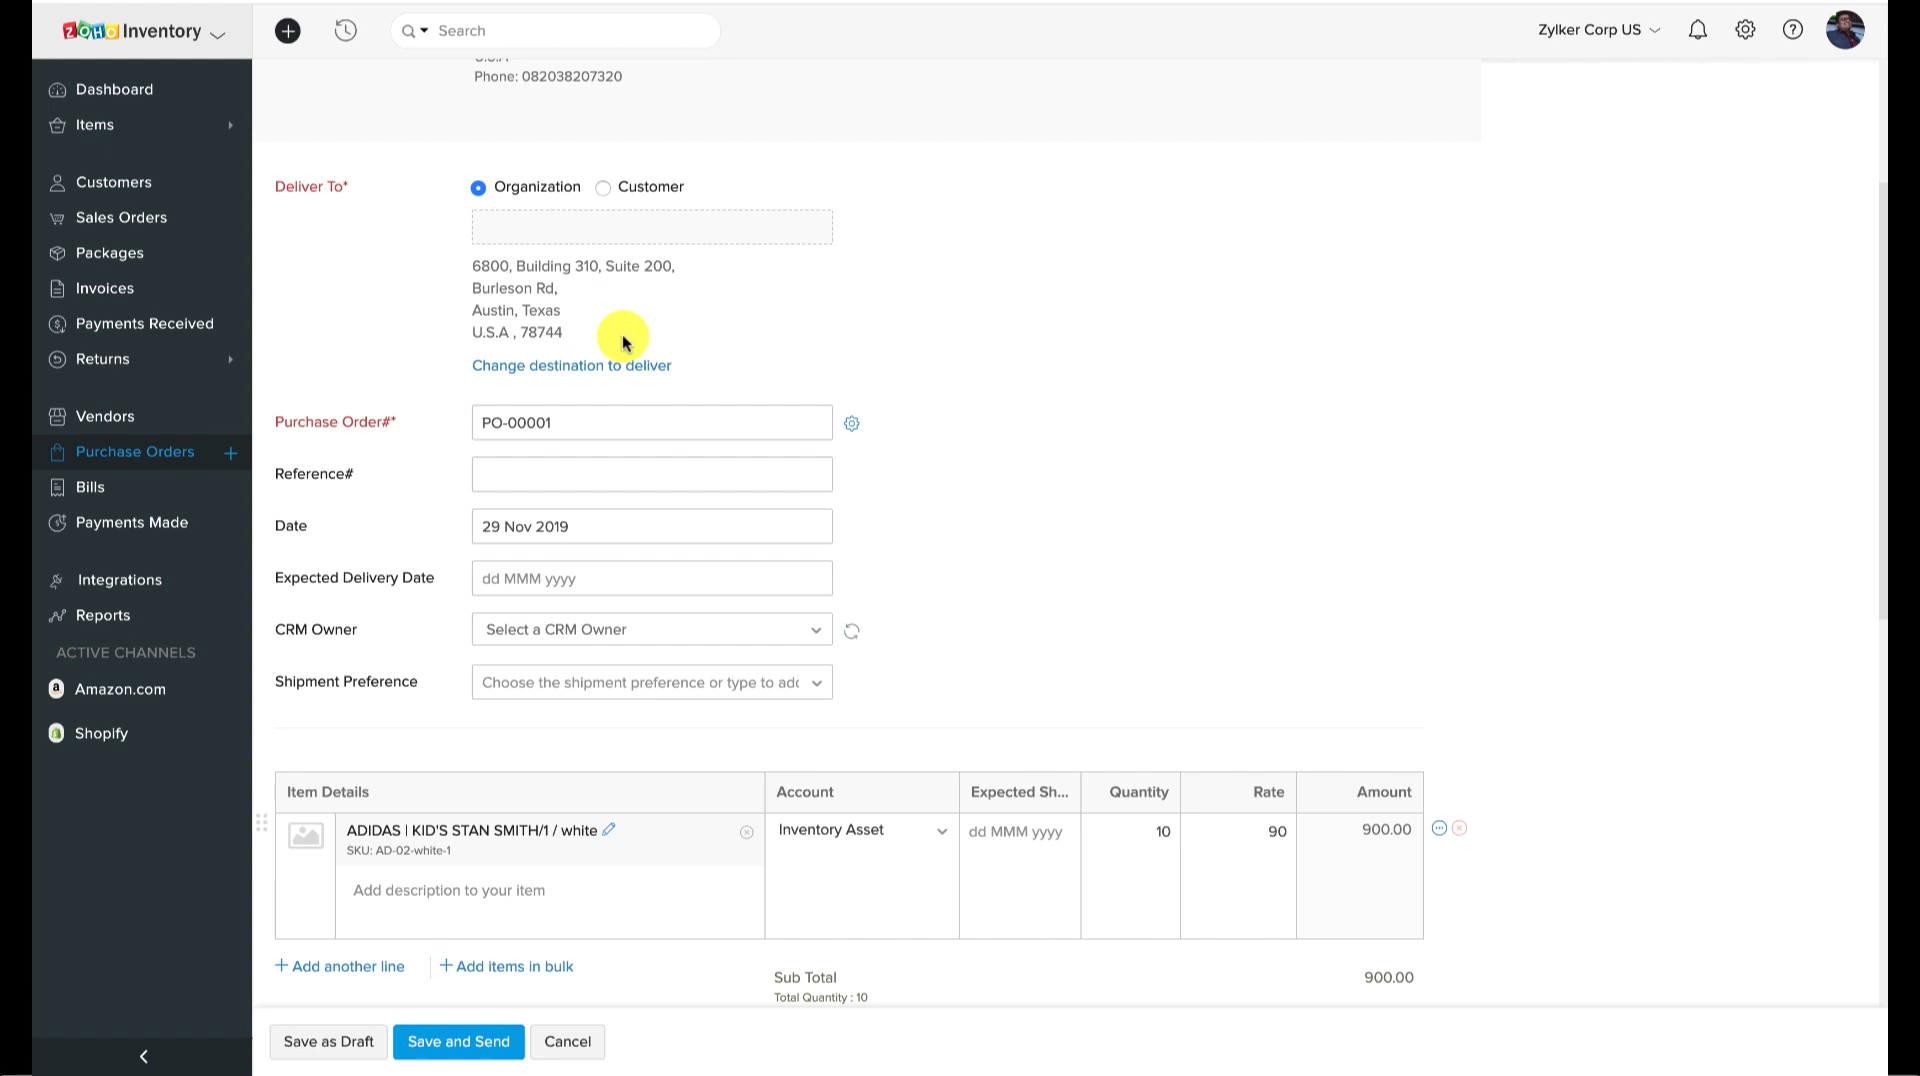 ZOHO Inventory
Search
Zylker Corp US
Dashboard
Items
Customers
Sales Orders
Packages
Invoices
Payments Received
Returns
Vendors
Purchase Orders
Bills
Payments Made
Integrations
Reports
ACTIVE CHANNELS
Amazon.com
Shopify
U.S.A
Phone: 082038207320
Deliver To*
Organization
Customer
6800, Building 310, Suite 200,
Burleson Rd,
Austin, Texas
U.S.A , 78744
Change destination to deliver
Purchase Order#*
PO-00001
Reference#
Date
29 Nov 2019
Expected Delivery Date
dd MMM yyyy
CRM Owner
Select a CRM Owner
Shipment Preference
Choose the shipment preference or type to adc
Item Details
Account
Expected Sh...
Quantity
Rate
Amount
ADIDAS | KID'S STAN SMITH/1 / white
SKU: AD-02-white-1
Add description to your item
Inventory Asset
dd MMM yyyy
10
90
900.00
+ Add another line
+ Add items in bulk
Sub Total
900.00
Total Quantity : 10
Save as Draft
Save and Send
Cancel